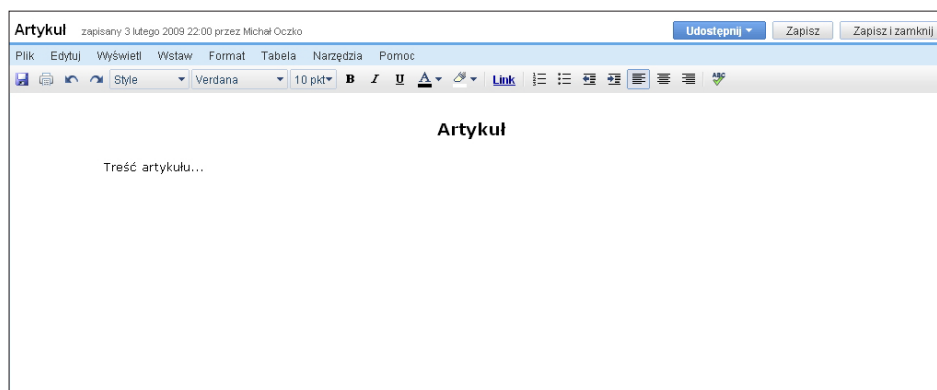 Artykuł zapisany 3 lutego 2009 22:00 przez Michał Oczko Udostępnij Zapisz Zapisz i zamknij
Plik Edytuj Wyświetl Wstaw Format Tabela Narzędzia Pomoc
Style Verdana 10 pkt B I U A Link ABC
Artykuł
Treść artykułu...